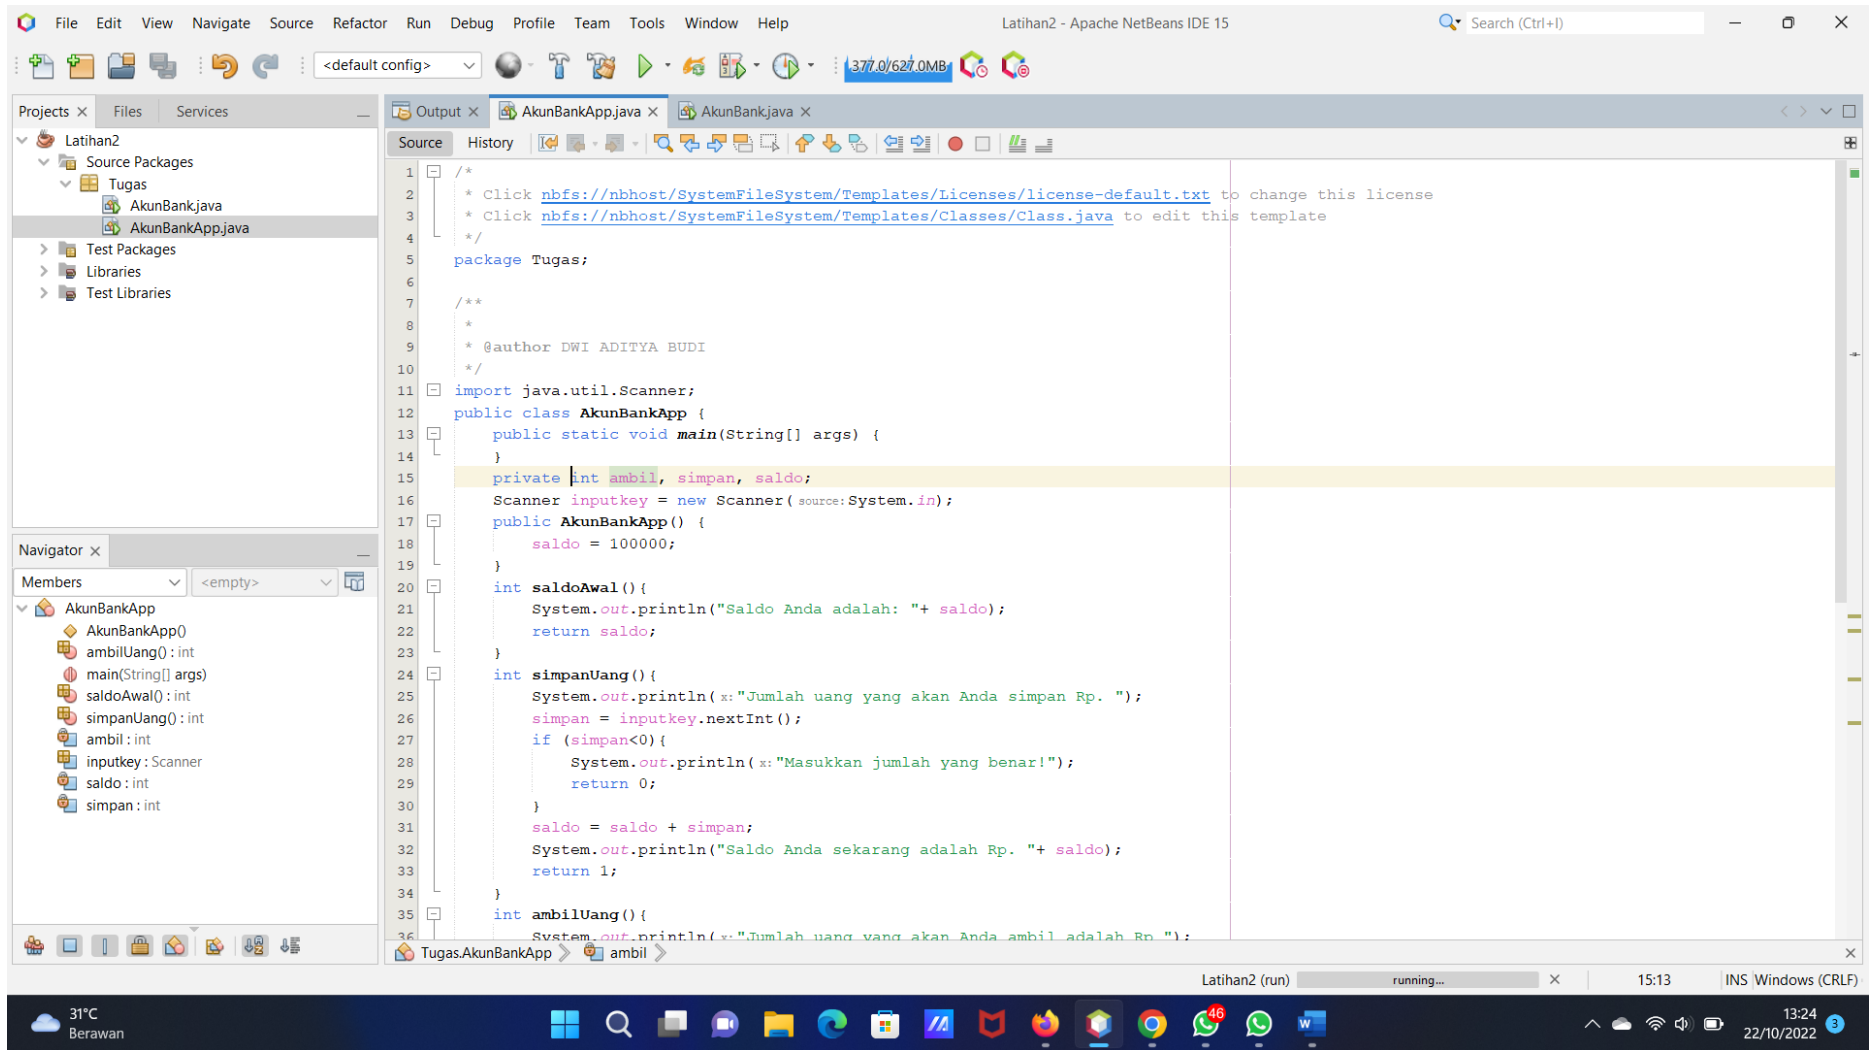 File Edit View Navigate Source Refactor Run Debug Profile Team Tools Window Help
Latihan2 - Apache NetBeans IDE 15
Search (Ctrl+I)
<default config>
377.0/627.0MB
Projects
Files
Services
Latihan2
Source Packages
Tugas
AkunBank.java
AkunBankApp.java
Test Packages
Libraries
Test Libraries
Navigator
Members
<empty>
AkunBankApp
AkunBankApp()
ambilUang() : int
main(String[] args)
saldoAwal() : int
simpanUang() : int
ambil : int
inputkey : Scanner
saldo : int
simpan : int
Output
AkunBankApp.java
AkunBank.java
Source
History
1 /*
2 * Click nbfs://nbhost/SystemFileSystem/Templates/Licenses/license-default.txt to change this license
3 * Click nbfs://nbhost/SystemFileSystem/Templates/Classes/Class.java to edit this template
4 */
5 package Tugas;
6
7 /**
8 *
9 * @author DWI ADITYA BUDI
10 */
11 import java.util.Scanner;
12 public class AkunBankApp {
13 public static void main(String[] args) {
14 }
15 private int ambil, simpan, saldo;
16 Scanner inputkey = new Scanner( source: System.in);
17 public AkunBankApp() {
18 saldo = 100000;
19 }
20 int saldoAwal(){
21 System.out.println("Saldo Anda adalah: "+ saldo);
22 return saldo;
23 }
24 int simpanUang(){
25 System.out.println( x: "Jumlah uang yang akan Anda simpan Rp. ");
26 simpan = inputkey.nextInt();
27 if (simpan<0){
28 System.out.println( x: "Masukkan jumlah yang benar!");
29 return 0;
30 }
31 saldo = saldo + simpan;
32 System.out.println("Saldo Anda sekarang adalah Rp. "+ saldo);
33 return 1;
34 }
35 int ambilUang(){
36 System.out.println( x: "Jumlah uang yang akan Anda ambil adalah Rp ");
Tugas.AkunBankApp
ambil
Latihan2 (run)
running...
15:13
INS
Windows (CRLF)
31°C
Berawan
46
13:24
22/10/2022
3